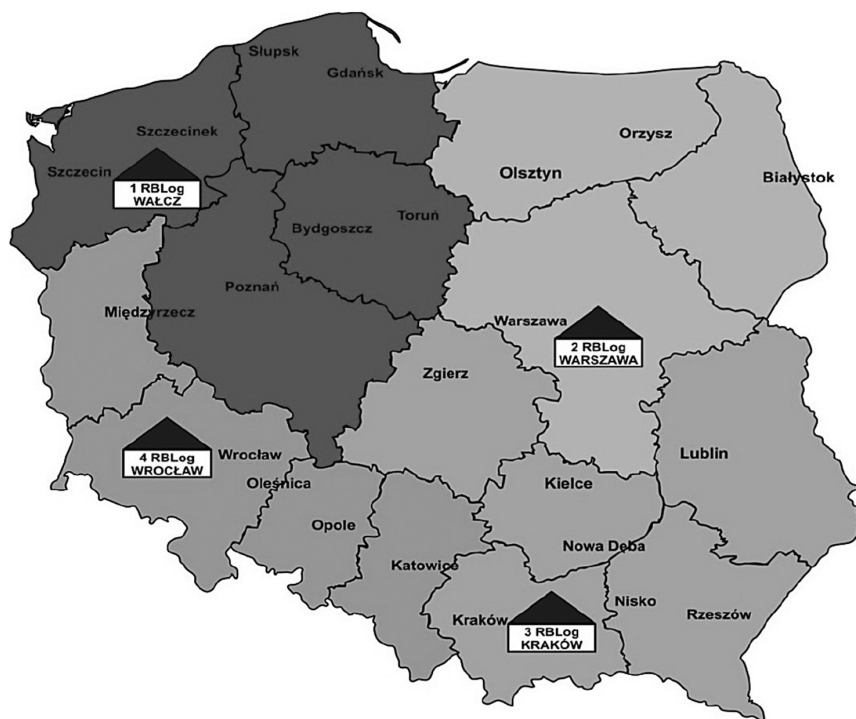 Słupsk
Gdańsk
Szczecinek
Orzysz
Szczecin
Olsztyn
Białystok
1 RBLog
WAŁCZ
Toruń
Bydgoszcz
Poznań
Międzyrzecz
Warszawa
2 RBLog
WARSZAWA
Zgierz
4 RBLog
WROCŁAW
Wrocław
Lublin
Oleśnica
Kielce
Opole
Nowa Dęba
Katowice
Nisko
Kraków
Rzeszów
3 RBLog
KRAKÓW